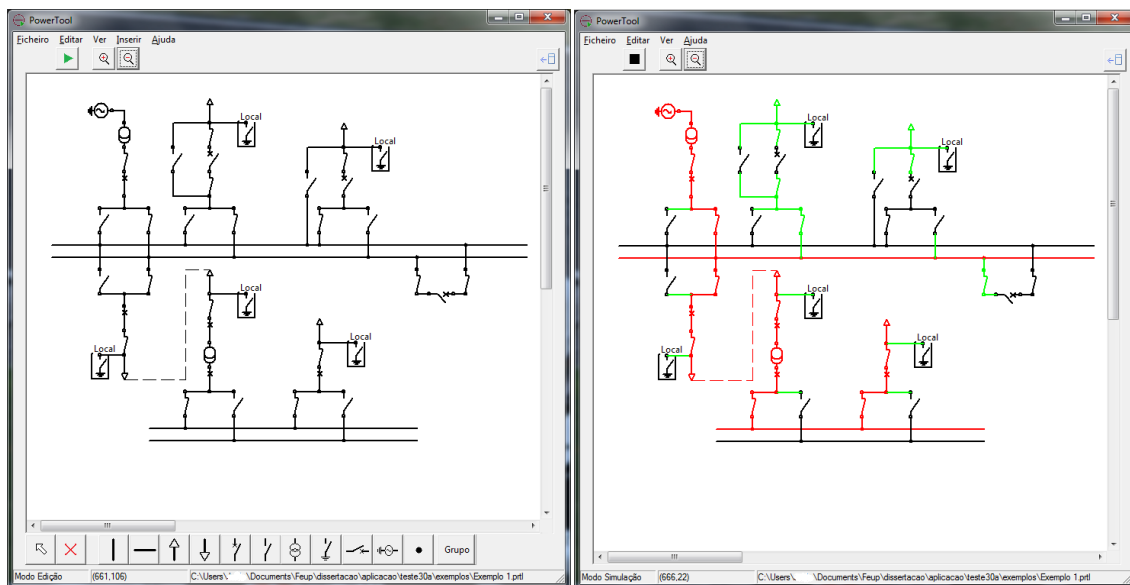 PowerTool
Ficheiro Editar Ver Inserir Ajuda
Local
Local
Local
Local
Local
Grupo
Modo Edição (661,106) C:\Users\ \Documents\Feup\dissertacao\aplicacao\teste30a\exemplos\Exemplo 1.prtl
PowerTool
Ficheiro Editar Ver Ajuda
Local
Local
Local
Local
Local
Modo Simulação (666,22) C:\Users\ \Documents\Feup\dissertacao\aplicacao\teste30a\exemplos\Exemplo 1.prtl